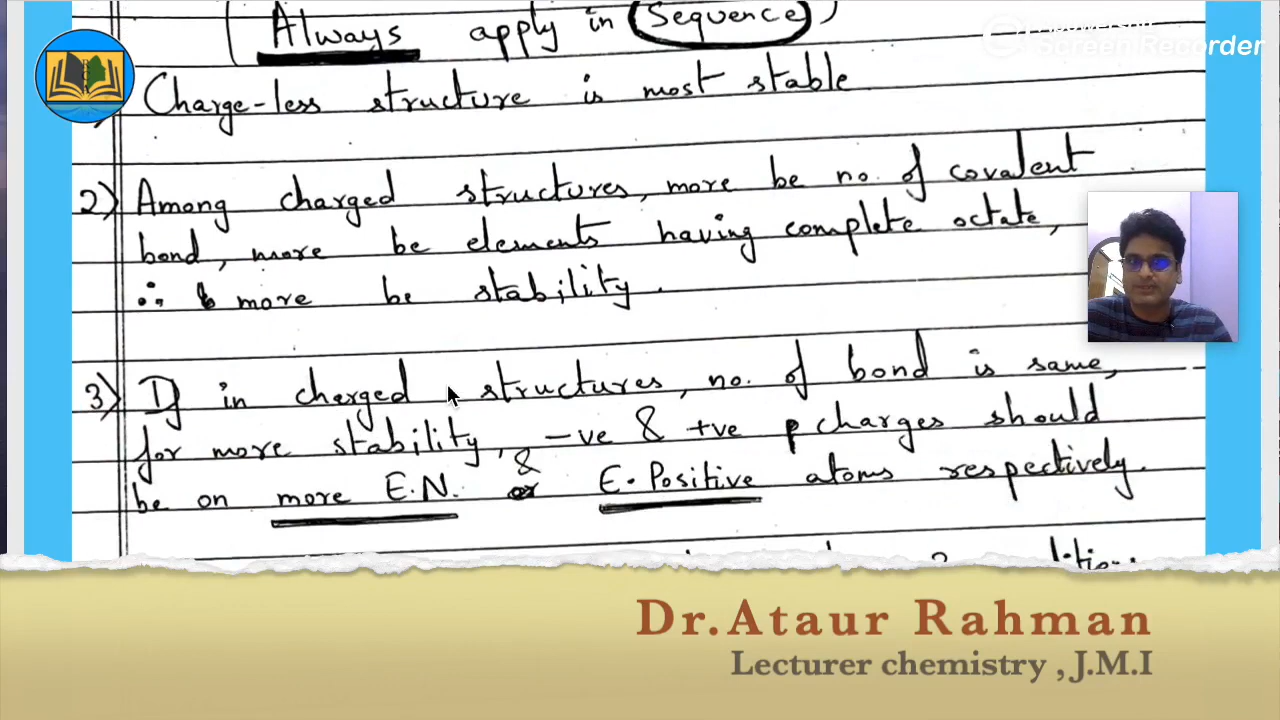 Always apply in Sequence)
Screen Recorder
Charge-less structure is most stable
2) Among charged structures, more be no. of covalent
bond, more be elements having complete octate,
∴, more be stability.
3) If in charged structures, no. of bond is same,
for more stability, -ve & +ve charges should
be on more E.N. & E. Positive atoms respectively.
Dr.Ataur Rahman
Lecturer chemistry , J.M.I